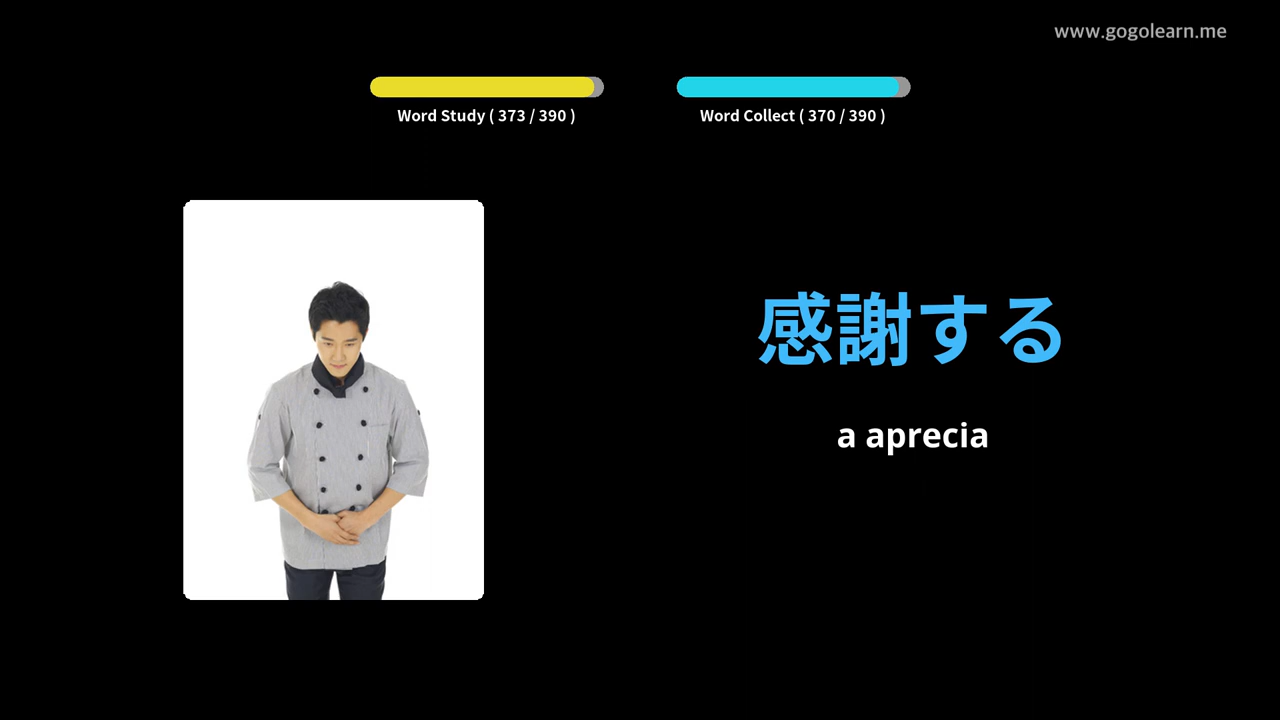 www.gogolearn.me
Word Study ( 373 / 390 )
Word Collect ( 370 / 390 )
感謝する
a aprecia